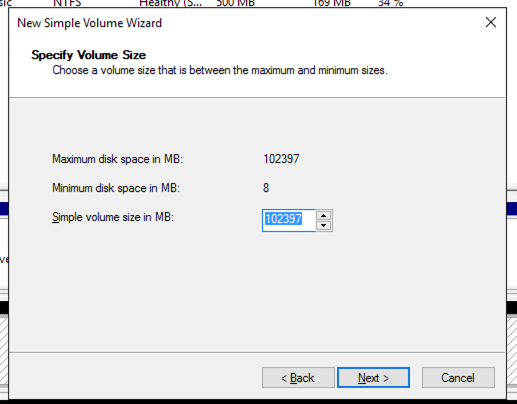 NTFS Healthy (S... 500 MB 169 MB 34 %
New Simple Volume Wizard
Specify Volume Size
Choose a volume size that is between the maximum and minimum sizes.
Maximum disk space in MB: 102397
Minimum disk space in MB: 8
Simple volume size in MB: 102397
< Back Next > Cancel